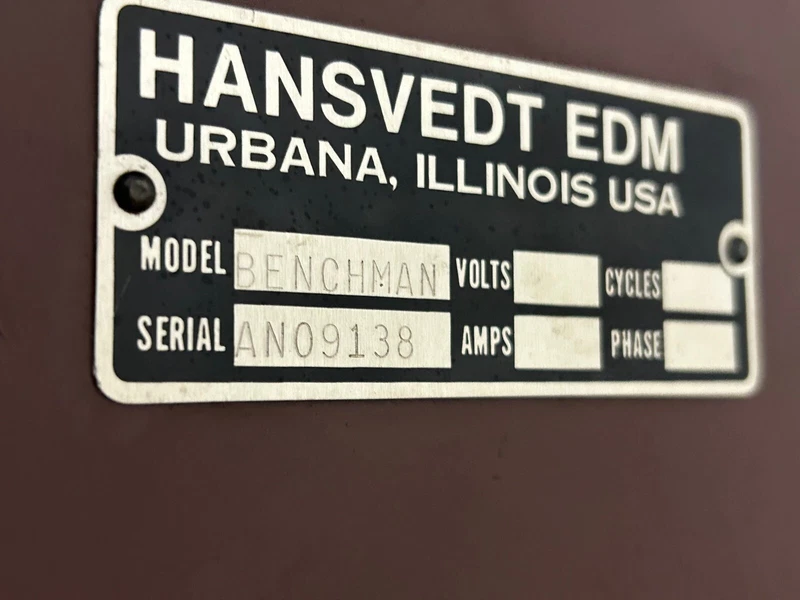 HANSVEDT EDM
URBANA, ILLINOIS USA
MODEL BENCHMAN VOLTS CYCLES
SERIAL AN09138 AMPS PHASE